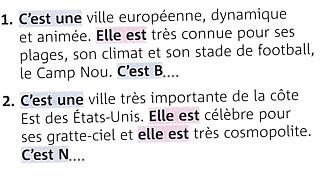 1. C'est une ville européenne, dynamique
et animée. Elle est très connue pour ses
plages, son climat et son stade de football,
le Camp Nou. C'est B....
2. C'est une ville très importante de la côte
Est des États-Unis. Elle est célèbre pour
ses gratte-ciel et elle est très cosmopolite.
C'est N....